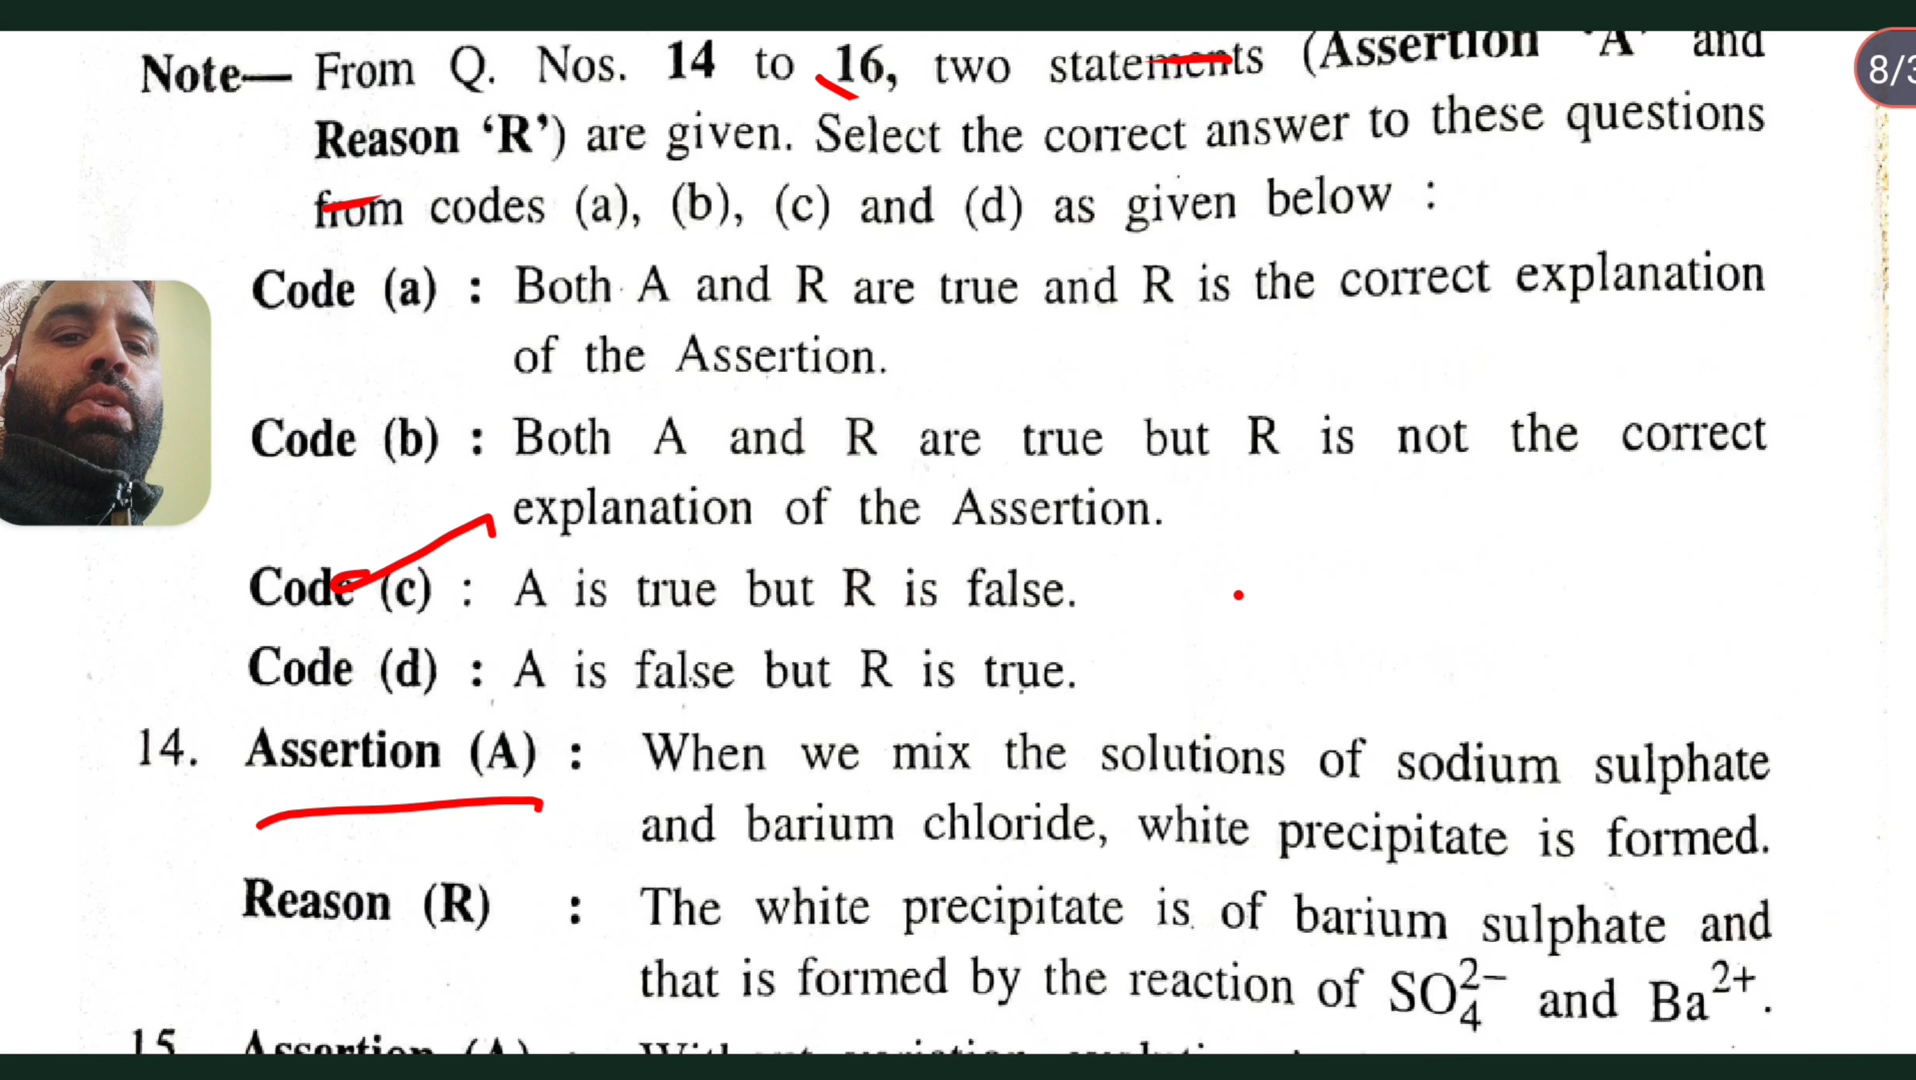 Note— From Q. Nos. 14 to 16, two statements (Assertion 'A' and
8/3
Reason 'R') are given. Select the correct answer to these questions
from codes (a), (b), (c) and (d) as given below :
Code (a) : Both A and R are true and R is the correct explanation
of the Assertion.
Code (b) : Both A and R are true but R is not the correct
explanation of the Assertion.
Code (c) : A is true but R is false.
Code (d) : A is false but R is true.
14. Assertion (A) : When we mix the solutions of sodium sulphate
and barium chloride, white precipitate is formed.
Reason (R) : The white precipitate is of barium sulphate and
that is formed by the reaction of SO₄²⁻ and Ba²⁺.
15 Assertion (A)